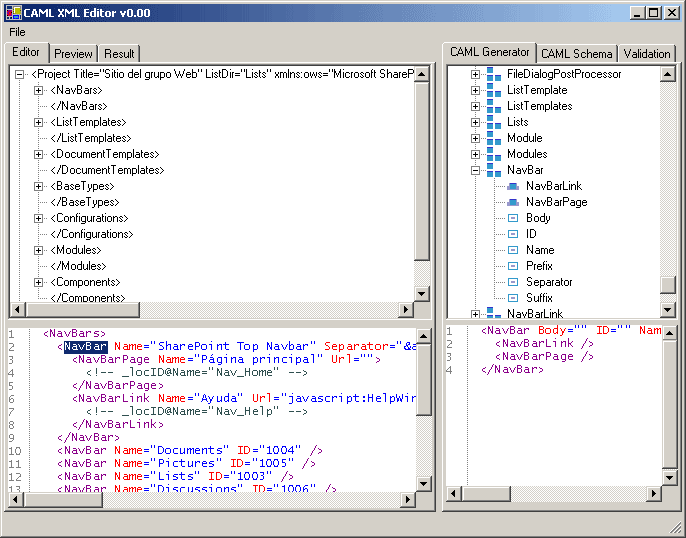 CAML XML Editor v0.00
File
Editor Preview Result
<Project Title="Sitio del grupo Web" ListDir="Lists" xmlns:ows="Microsoft ShareP
<NavBars>
</NavBars>
<ListTemplates>
</ListTemplates>
<DocumentTemplates>
</DocumentTemplates>
<BaseTypes>
</BaseTypes>
<Configurations>
</Configurations>
<Modules>
</Modules>
<Components>
</Components>
1 <NavBars>
2 <NavBar Name="SharePoint Top Navbar" Separator="&a
3 <NavBarPage Name="Página principal" Url="">
4 <!-- _locID@Name="Nav_Home" -->
5 </NavBarPage>
6 <NavBarLink Name="Ayuda" Url="javascript:HelpWin
7 <!-- _locID@Name="Nav_Help" -->
8 </NavBarLink>
9 </NavBar>
10 <NavBar Name="Documents" ID="1004" />
11 <NavBar Name="Pictures" ID="1005" />
12 <NavBar Name="Lists" ID="1003" />
13 <NavBar Name="Discussions" ID="1006" />
CAML Generator CAML Schema Validation
FileDialogPostProcessor
ListTemplate
ListTemplates
Lists
Module
Modules
NavBar
NavBarLink
NavBarPage
Body
ID
Name
Prefix
Separator
Suffix
NavBarLink
1 <NavBar Body="" ID="" Nam
2 <NavBarLink />
3 <NavBarPage />
4 </NavBar>